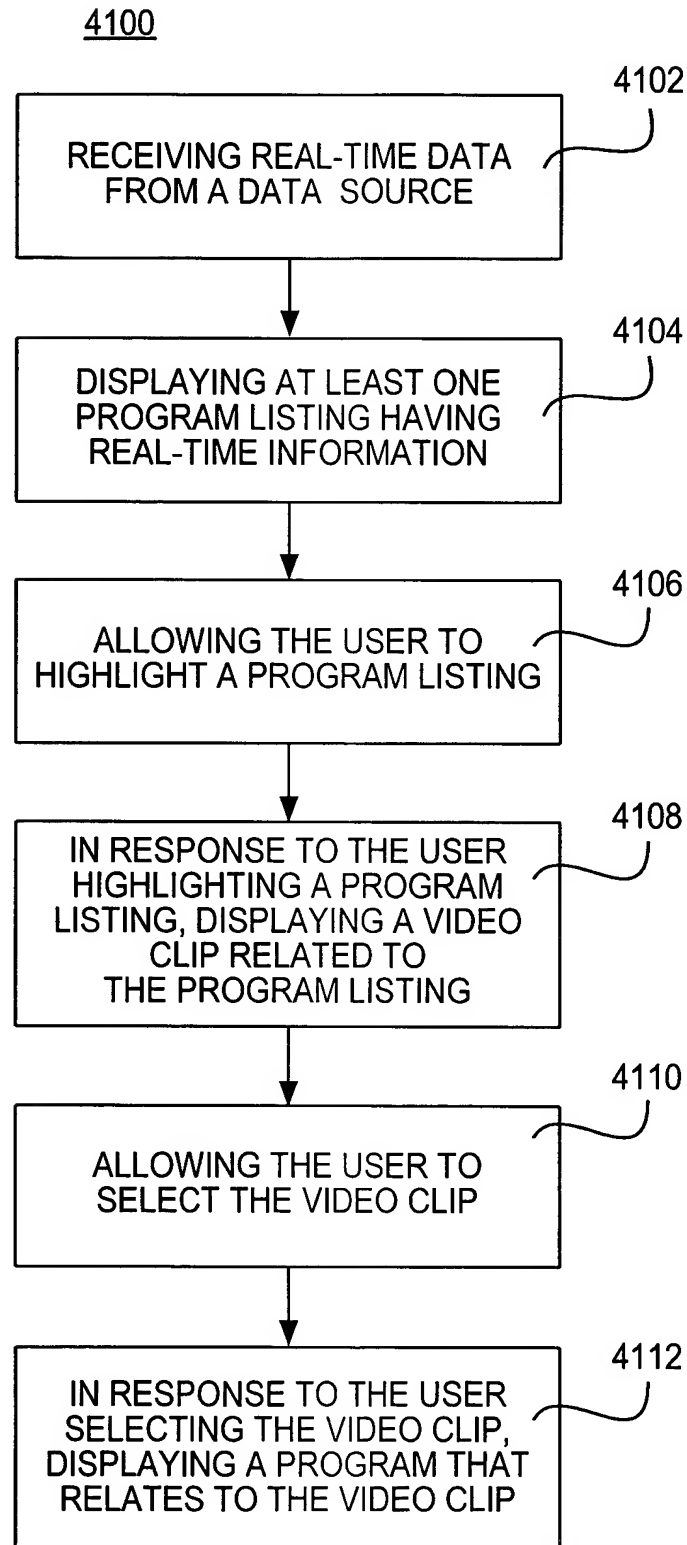 4100
4102
RECEIVING REAL-TIME DATA
FROM A DATA SOURCE
4104
DISPLAYING AT LEAST ONE
PROGRAM LISTING HAVING
REAL-TIME INFORMATION
4106
ALLOWING THE USER TO
HIGHLIGHT A PROGRAM LISTING
4108
IN RESPONSE TO THE USER
HIGHLIGHTING A PROGRAM
LISTING, DISPLAYING A VIDEO
CLIP RELATED TO
THE PROGRAM LISTING
4110
ALLOWING THE USER TO
SELECT THE VIDEO CLIP
4112
IN RESPONSE TO THE USER
SELECTING THE VIDEO CLIP,
DISPLAYING A PROGRAM THAT
RELATES TO THE VIDEO CLIP